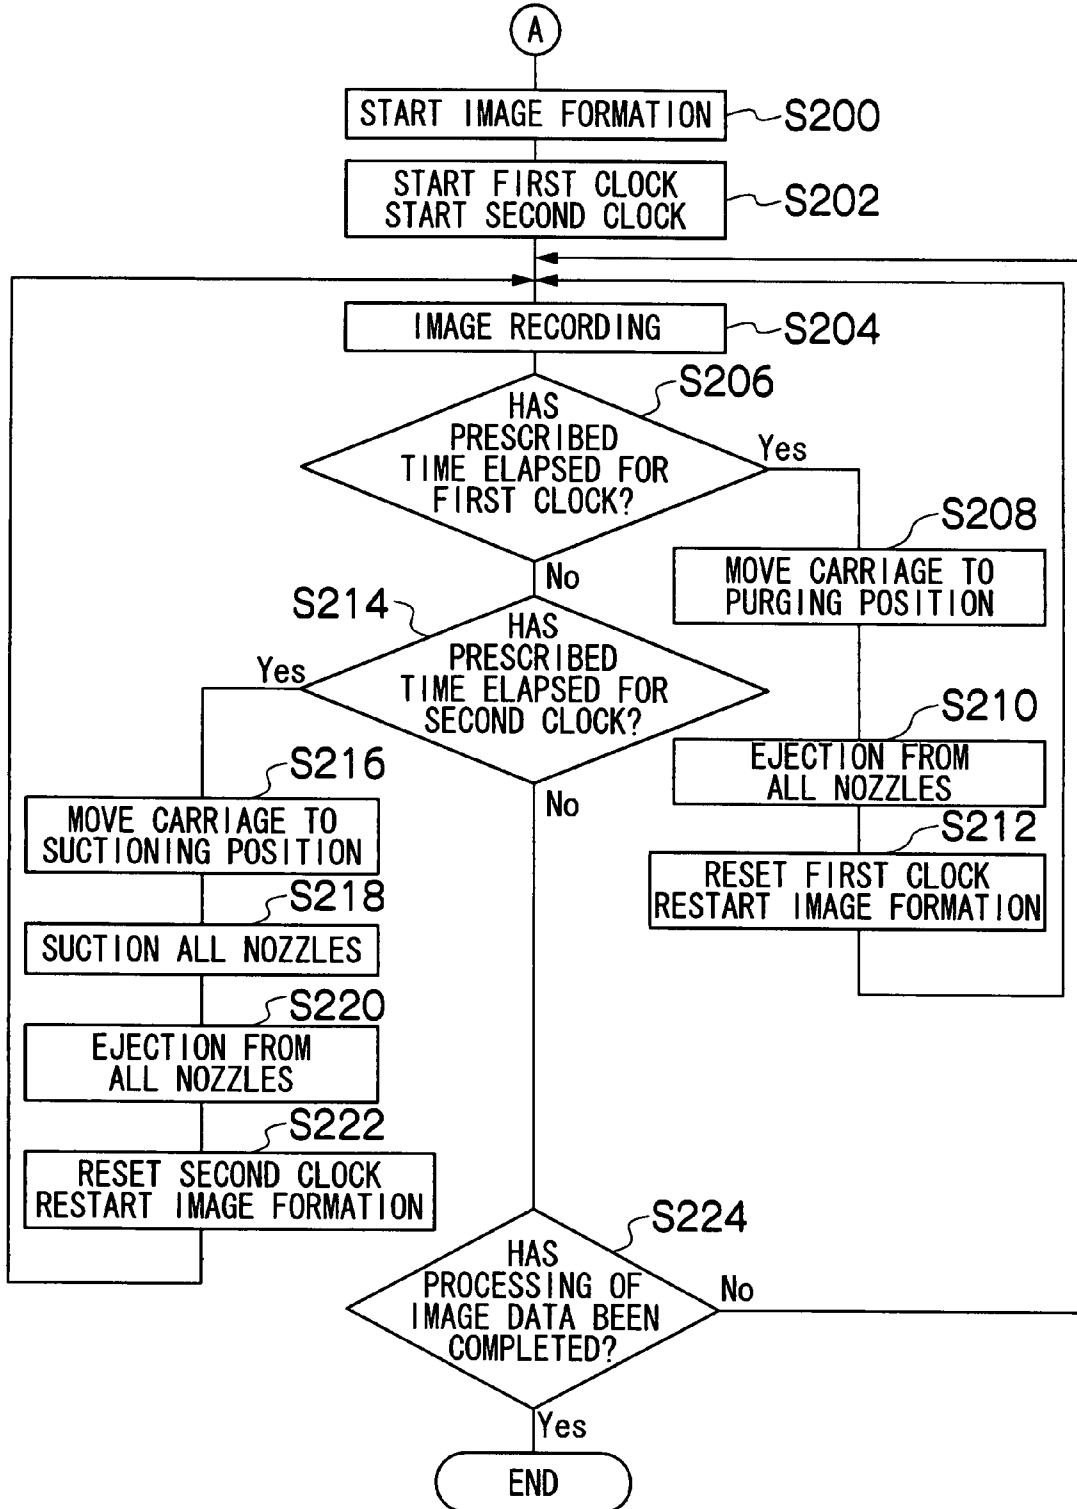 A
START IMAGE FORMATION
S200
START FIRST CLOCK
START SECOND CLOCK
S202
IMAGE RECORDING
S204
S206
HAS
PRESCRIBED
TIME ELAPSED FOR
FIRST CLOCK?
Yes
No
S208
MOVE CARRIAGE TO
PURGING POSITION
S210
EJECTION FROM
ALL NOZZLES
S212
RESET FIRST CLOCK
RESTART IMAGE FORMATION
S214
HAS
PRESCRIBED
TIME ELAPSED FOR
SECOND CLOCK?
Yes
No
S216
MOVE CARRIAGE TO
SUCTIONING POSITION
S218
SUCTION ALL NOZZLES
S220
EJECTION FROM
ALL NOZZLES
S222
RESET SECOND CLOCK
RESTART IMAGE FORMATION
S224
HAS
PROCESSING OF
IMAGE DATA BEEN
COMPLETED?
No
Yes
END